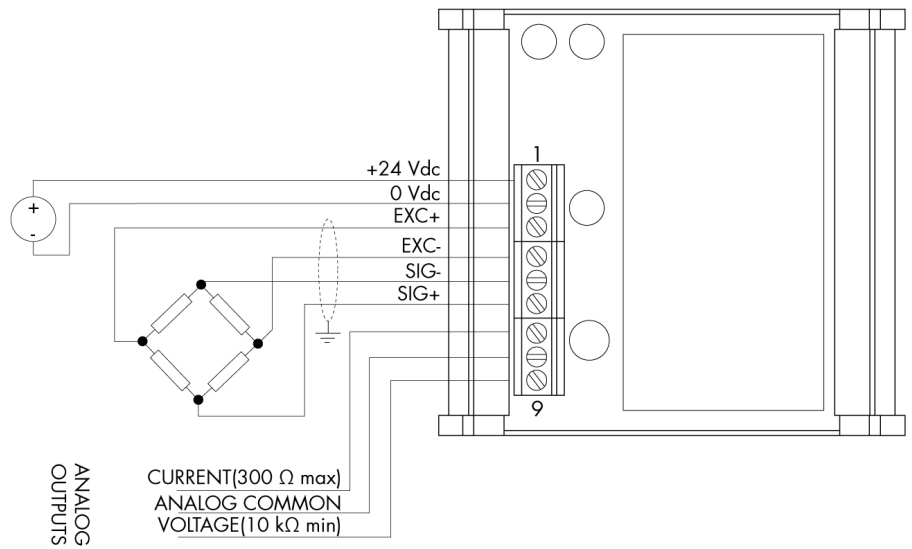 1
+24 Vdc
0 Vdc
EXC+
EXC-
SIG-
SIG+
+
-
9
CURRENT(300 Ω max)
ANALOG COMMON
VOLTAGE(10 kΩ min)
ANALOG
OUTPUTS